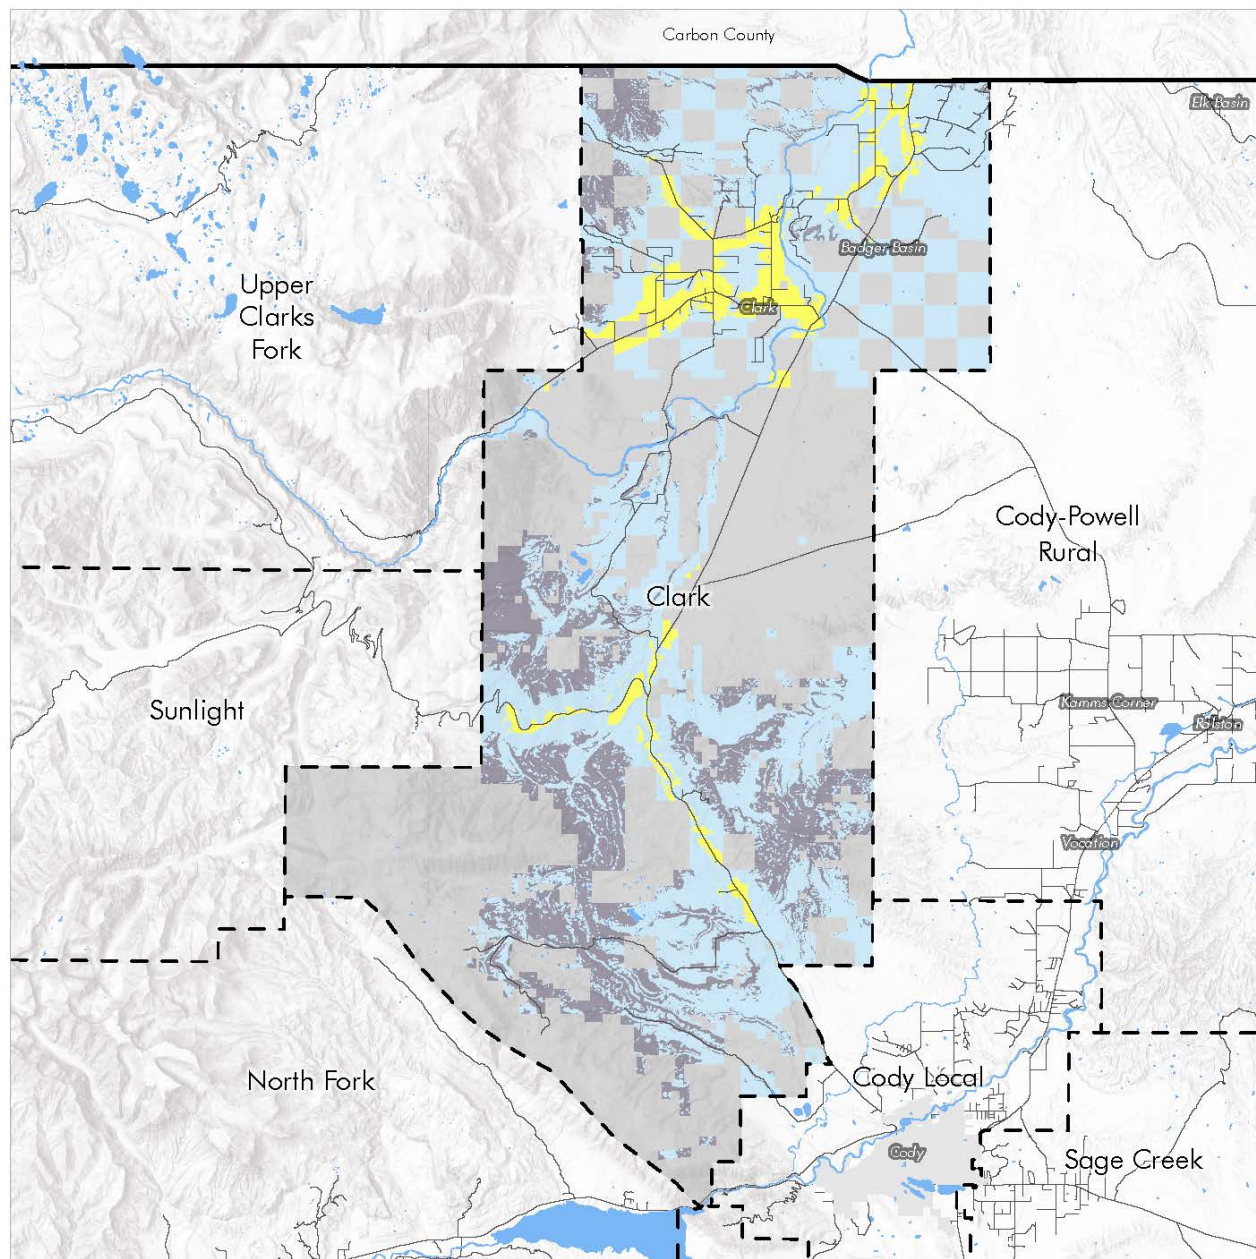 Carbon County
Elk Basin
Badger Basin
Upper
Clarks
Fork
Clark
Cody-Powell
Rural
Clark
Sunlight
Kamms Corner
Ralston
Vocation
North Fork
Cody Local
Cody
Sage Creek